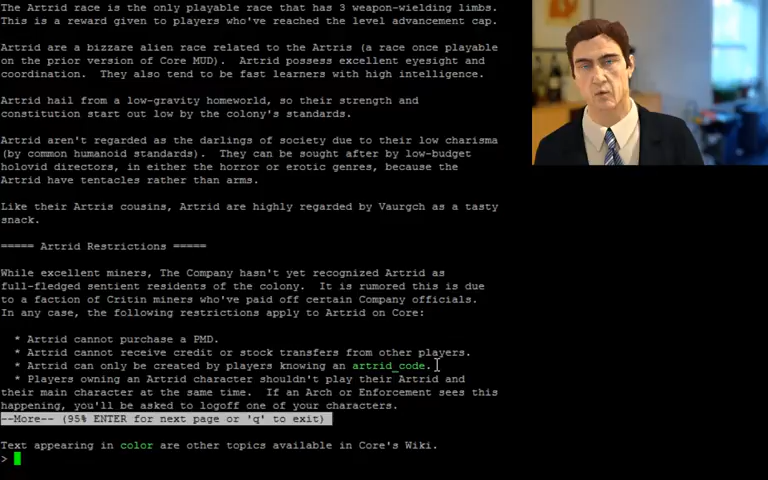 The Artrid race is the only playable race that has 3 weapon-wielding limbs.
This is a reward given to players who've reached the level advancement cap.
Artrid are a bizzare alien race related to the Artris (a race once playable
on the prior version of Core MUD). Artrid possess excellent eyesight and
coordination. They also tend to be fast learners with high intelligence.
Artrid hail from a low-gravity homeworld, so their strength and
constitution start out low by the colony's standards.
Artrid aren't regarded as the darlings of society due to their low charisma
(by common humanoid standards). They can be sought after by low-budget
holovid directors, in either the horror or erotic genres, because the
Artrid have tentacles rather than arms.
Like their Artris cousins, Artrid are highly regarded by Vaurgch as a tasty
snack.
===== Artrid Restrictions =====
While excellent miners, The Company hasn't yet recognized Artrid as
full-fledged sentient residents of the colony. It is rumored this is due
to a faction of Critin miners who've paid off certain Company officials.
In any case, the following restrictions apply to Artrid on Core:
* Artrid cannot purchase a PMD.
* Artrid cannot receive credit or stock transfers from other players.
* Artrid can only be created by players knowing an artrid_code.
* Players owning an Artrid character shouldn't play their Artrid and
their main character at the same time. If an Arch or Enforcement sees this
happening, you'll be asked to logoff one of your characters.
--More-- (95% ENTER for next page or 'q' to exit)
Text appearing in color are other topics available in Core's Wiki.
>